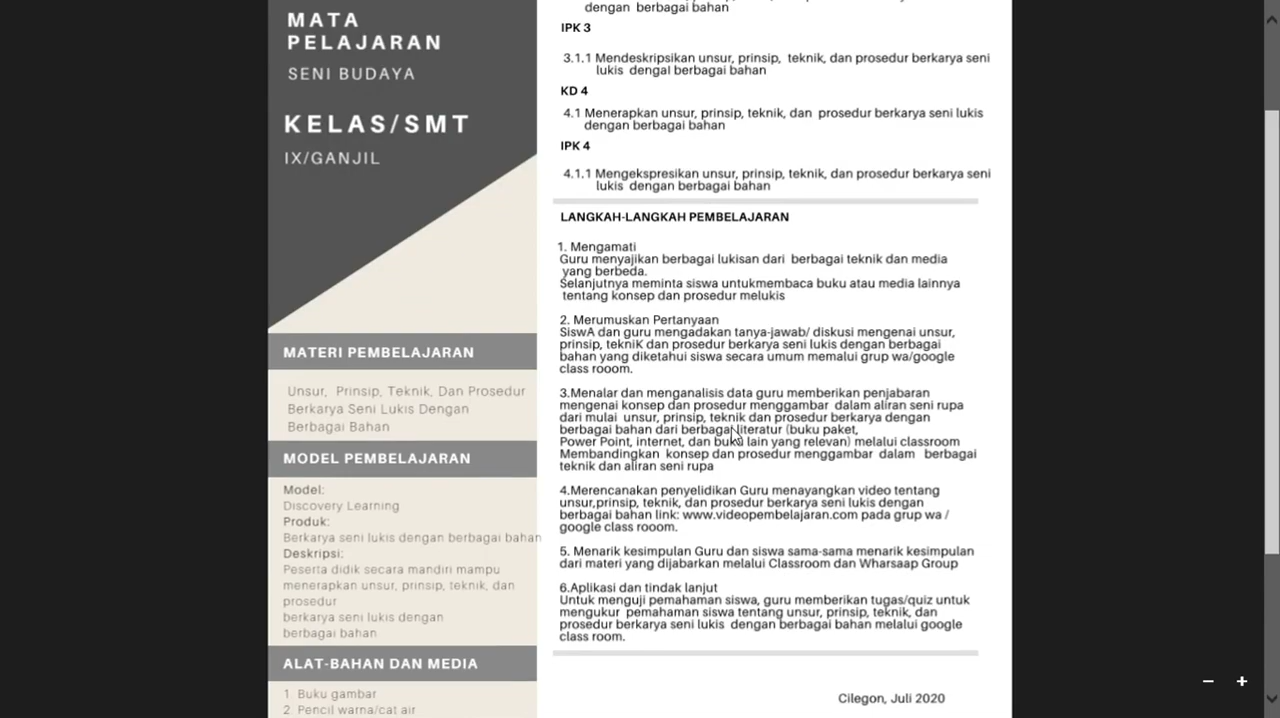 MATA
PELAJARAN
SENI BUDAYA
KELAS/SMT
IX/GANJIL
MATERI PEMBELAJARAN
Unsur, Prinsip, Teknik, Dan Prosedur
Berkarya Seni Lukis Dengan
Berbagai Bahan
MODEL PEMBELAJARAN
Model:
Discovery Learning
Produk:
Berkarya seni lukis dengan berbagai bahan
Deskripsi:
Peserta didik secara mandiri mampu
menerapkan unsur, prinsip, teknik, dan
prosedur
berkarya seni lukis dengan
berbagai bahan
ALAT-BAHAN DAN MEDIA
1 Buku gambar
2 Pencil warna/cat air
dengan berbagai bahan
IPK 3
3.1.1 Mendeskripsikan unsur, prinsip, teknik, dan prosedur berkarya seni
lukis dengal berbagai bahan
KD 4
4.1 Menerapkan unsur, prinsip, teknik, dan prosedur berkarya seni lukis
dengan berbagai bahan
IPK 4
4.1.1 Mengekspresikan unsur, prinsip, teknik, dan prosedur berkarya seni
lukis dengan berbagai bahan
LANGKAH-LANGKAH PEMBELAJARAN
1. Mengamati
Guru menyajikan berbagai lukisan dari berbagai teknik dan media
yang berbeda.
Selanjutnya meminta siswa untukmembaca buku atau media lainnya
tentang konsep dan prosedur melukis
2. Merumuskan Pertanyaan
SiswA dan guru mengadakan tanya-jawab/ diskusi mengenai unsur,
prinsip, tekniK dan prosedur berkarya seni lukis dengan berbagai
bahan yang diketahui siswa secara umum memalui grup wa/google
class rooom.
3.Menalar dan menganalisis data guru memberikan penjabaran
mengenai konsep dan prosedur menggambar dalam aliran seni rupa
dari mulai unsur, prinsip, teknik dan prosedur berkarya dengan
berbagai bahan dari berbagai literatur (buku paket,
Power Point, internet, dan buku lain yang relevan) melalui classroom
Membandingkan konsep dan prosedur menggambar dalam berbagai
teknik dan aliran seni rupa
4.Merencanakan penyelidikan Guru menayangkan video tentang
unsur,prinsip, teknik, dan prosedur berkarya seni lukis dengan
berbagai bahan link: www.videopembelajaran.com pada grup wa /
google class rooom.
5. Menarik kesimpulan Guru dan siswa sama-sama menarik kesimpulan
dari materi yang dijabarkan melalui Classroom dan Wharsaap Group
6.Aplikasi dan tindak lanjut
Untuk menguji pemahaman siswa, guru memberikan tugas/quiz untuk
mengukur pemahaman siswa tentang unsur, prinsip, teknik, dan
prosedur berkarya seni lukis dengan berbagai bahan melalui google
class room.
Cilegon, Juli 2020